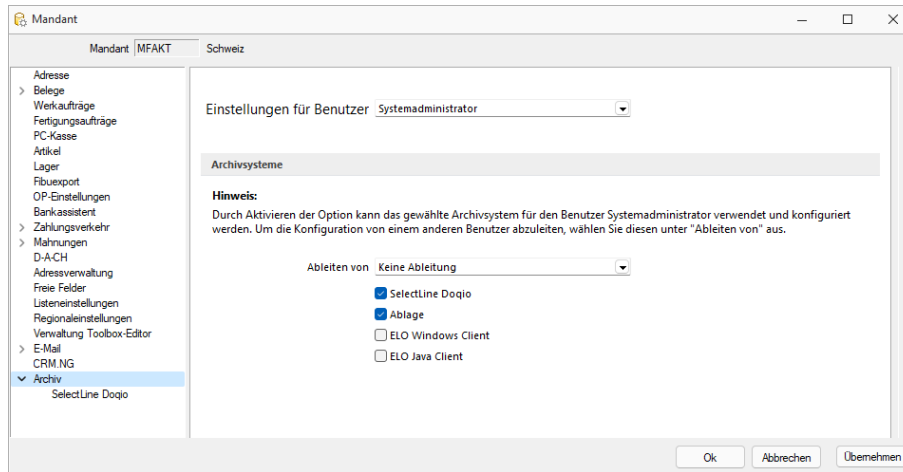 Mandant
Mandant MFAKT Schweiz
Adresse
Belege
Werkaufträge
Fertigungsaufträge
PC-Kasse
Artikel
Lager
Fibuexport
OP-Einstellungen
Bankassistent
Zahlungsverkehr
Mahnungen
D-A-CH
Adressverwaltung
Freie Felder
Listeneinstellungen
Regionaleinstellungen
Verwaltung Toolbox-Editor
E-Mail
CRM.NG
Archiv
SelectLine Doqio
Einstellungen für Benutzer Systemadministrator
Archivsysteme
Hinweis:
Durch Aktivieren der Option kann das gewählte Archivsystem für den Benutzer Systemadministrator verwendet und konfiguriert
werden. Um die Konfiguration von einem anderen Benutzer abzuleiten, wählen Sie diesen unter "Ableiten von" aus.
Ableiten von Keine Ableitung
SelectLine Doqio
Ablage
ELO Windows Client
ELO Java Client
Ok Abbrechen Übernehmen